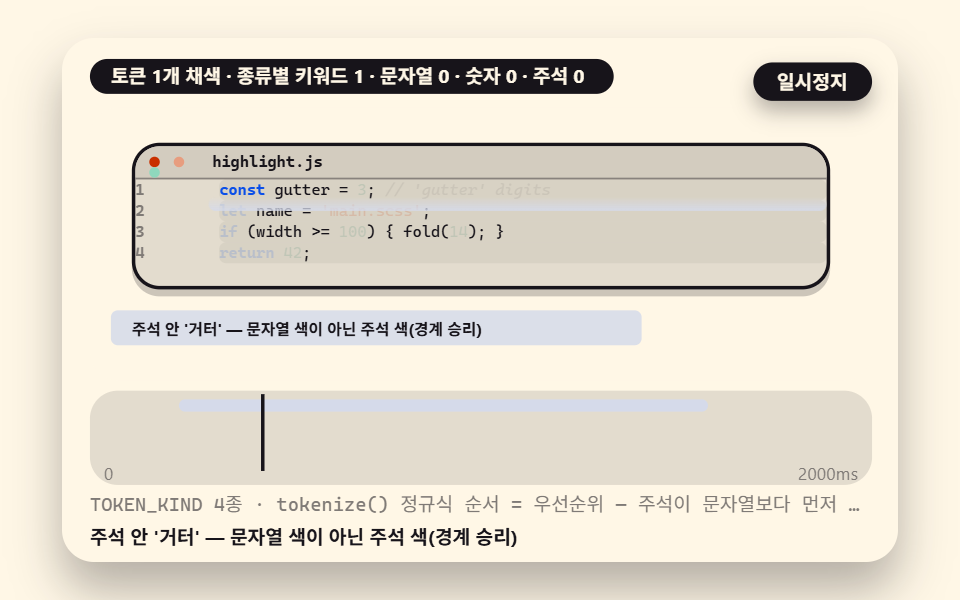 토큰 1개 채색 · 종류별 키워드 1 · 문자열 0 · 숫자 0 · 주석 0
일시정지
highlight.js
1 const gutter = 3; // 'gutter' digits
2 let name = 'main.scss';
3 if (width >= 100) { fold(14); }
4 return 42;
주석 안 '거터' — 문자열 색이 아닌 주석 색(경계 승리)
0
2000ms
TOKEN_KIND 4종 · tokenize() 정규식 순서 = 우선순위 — 주석이 문자열보다 먼저 …
주석 안 '거터' — 문자열 색이 아닌 주석 색(경계 승리)